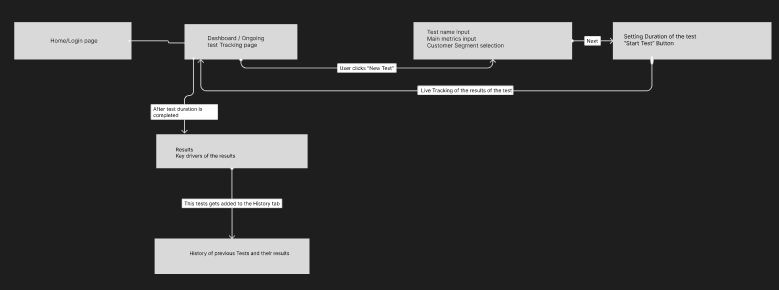 Home/Login page
Dashboard / Ongoing
test Tracking page
Test name input
Main metrics input
Customer Segment selection
Next
Setting Duration of the test
"Start Test" Button
User clicks "New Test"
Live Tracking of the results of the test
After test duration is
completed
Results
Key drivers of the results
This tests gets added to the History tab
History of previous Tests and their results